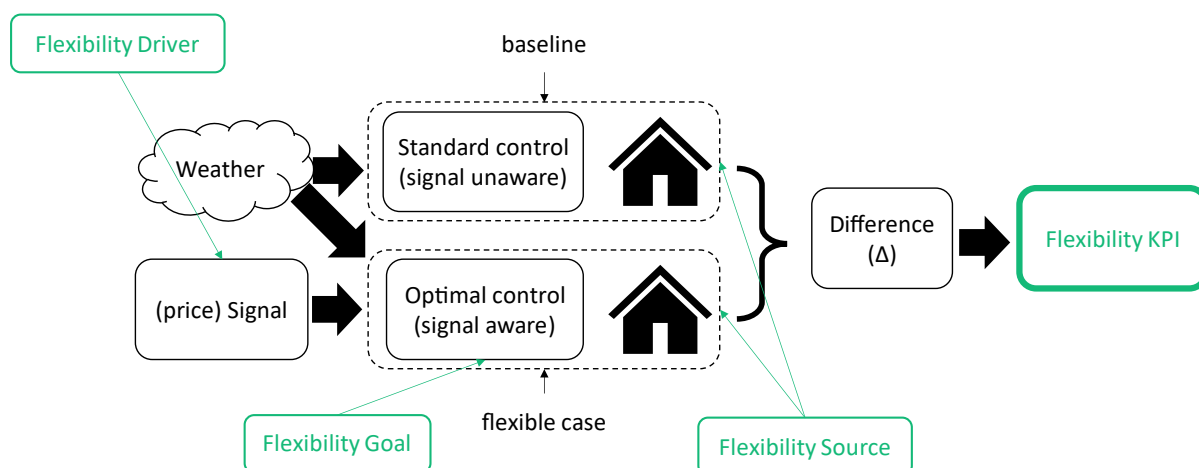 Flexibility Driver
baseline
Weather
Standard control
(signal unaware)
Difference
(Δ)
Flexibility KPI
(price) Signal
Optimal control
(signal aware)
flexible case
Flexibility Goal
Flexibility Source